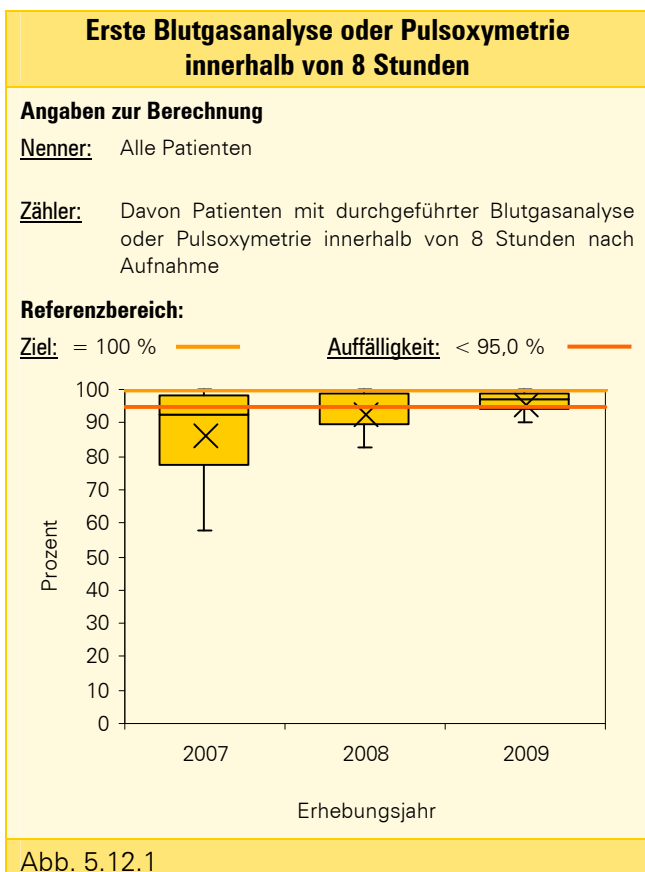 Erste Blutgasanalyse oder Pulsoxymetrie
innerhalb von 8 Stunden
Angaben zur Berechnung
Nenner: Alle Patienten
Zähler: Davon Patienten mit durchgeführter Blutgasanalyse
oder Pulsoxymetrie innerhalb von 8 Stunden nach
Aufnahme
Referenzbereich:
Ziel: = 100 % Auffälligkeit: < 95,0 %
100
90
80
70
60
50
40
30
20
10
0
Prozent
2007 2008 2009
Erhebungsjahr
Abb. 5.12.1